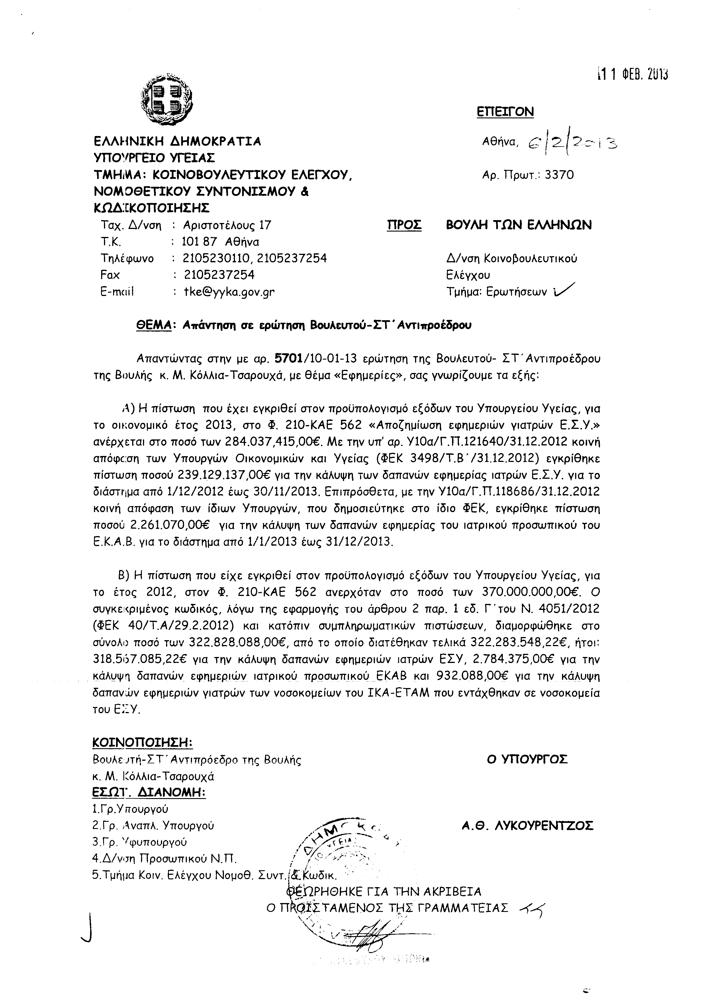 11 ΦΕΒ. 2013
ΕΠΕΙΓΟΝ
ΕΛΛΗΝΙΚΗ ΔΗΜΟΚΡΑΤΙΑ
Αθήνα, 6/2/2013
ΥΠΟΥΡΓΕΙΟ ΥΓΕΙΑΣ
ΤΜΗΜΑ: ΚΟΙΝΟΒΟΥΛΕΥΤΙΚΟΥ ΕΛΕΓΧΟΥ,
Αρ. Πρωτ.: 3370
ΝΟΜΟΘΕΤΙΚΟΥ ΣΥΝΤΟΝΙΣΜΟΥ &
ΚΩΔΙΚΟΠΟΙΗΣΗΣ
Ταχ. Δ/νση : Αριστοτέλους 17
ΠΡΟΣ ΒΟΥΛΗ ΤΩΝ ΕΛΛΗΝΩΝ
Τ.Κ. : 101 87 Αθήνα
Τηλέφωνο : 2105230110, 2105237254
Δ/νση Κοινοβουλευτικού
Fax : 2105237254
Ελέγχου
E-mail : tke@yyka.gov.gr
Τμήμα: Ερωτήσεων
ΘΕΜΑ: Απάντηση σε ερώτηση Βουλευτού-ΣΤ΄Αντιπροέδρου
Απαντώντας στην με αρ. 5701/10-01-13 ερώτηση της Βουλευτού- ΣΤ΄Αντιπροέδρου
της Βουλής κ. Μ. Κόλλια-Τσαρουχά, με θέμα «Εφημερίες», σας γνωρίζουμε τα εξής:
Α) Η πίστωση που έχει εγκριθεί στον προϋπολογισμό εξόδων του Υπουργείου Υγείας, για
το οικονομικό έτος 2013, στο Φ. 210-ΚΑΕ 562 «Αποζημίωση εφημεριών γιατρών Ε.Σ.Υ.»
ανέρχεται στο ποσό των 284.037,415,00€. Με την υπ' αρ. Υ10α/Γ.Π.121640/31.12.2012 κοινή
απόφαση των Υπουργών Οικονομικών και Υγείας (ΦΕΚ 3498/Τ.Β΄/31.12.2012) εγκρίθηκε
πίστωση ποσού 239.129.137,00€ για την κάλυψη των δαπανών εφημερίας ιατρών Ε.Σ.Υ. για το
διάστημα από 1/12/2012 έως 30/11/2013. Επιπρόσθετα, με την Υ10α/Γ.Π.118686/31.12.2012
κοινή απόφαση των ίδιων Υπουργών, που δημοσιεύτηκε στο ίδιο ΦΕΚ, εγκρίθηκε πίστωση
ποσού 2.261.070,00€ για την κάλυψη των δαπανών εφημερίας του ιατρικού προσωπικού του
Ε.Κ.Α.Β. για το διάστημα από 1/1/2013 έως 31/12/2013.
Β) Η πίστωση που είχε εγκριθεί στον προϋπολογισμό εξόδων του Υπουργείου Υγείας, για
το έτος 2012, στον Φ. 210-ΚΑΕ 562 ανερχόταν στο ποσό των 370.000.000,00€. Ο
συγκεκριμένος κωδικός, λόγω της εφαρμογής του άρθρου 2 παρ. 1 εδ. Γ΄του Ν. 4051/2012
(ΦΕΚ 40/Τ.Α/29.2.2012) και κατόπιν συμπληρωματικών πιστώσεων, διαμορφώθηκε στο
σύνολο ποσό των 322.828.088,00€, από το οποίο διατέθηκαν τελικά 322.283.548,22€, ήτοι:
318.567.085,22€ για την κάλυψη δαπανών εφημεριών ιατρών ΕΣΥ, 2.784.375,00€ για την
κάλυψη δαπανών εφημεριών ιατρικού προσωπικού ΕΚΑΒ και 932.088,00€ για την κάλυψη
δαπανών εφημεριών γιατρών των νοσοκομείων του ΙΚΑ-ΕΤΑΜ που εντάχθηκαν σε νοσοκομεία
του ΕΣΥ.
ΚΟΙΝΟΠΟΙΗΣΗ:
Βουλευτή-ΣΤ΄Αντιπρόεδρο της Βουλής
Ο ΥΠΟΥΡΓΟΣ
κ. Μ. Κόλλια-Τσαρουχά
ΕΣΩΤ. ΔΙΑΝΟΜΗ:
1.Γρ.Υπουργού
2.Γρ. Αναπλ. Υπουργού
Α.Θ. ΛΥΚΟΥΡΕΝΤΖΟΣ
3.Γρ. Υφυπουργού
4.Δ/νση Προσωπικού Ν.Π.
5.Τμήμα Κοιν. Ελέγχου Νομοθ. Συντ. & Κωδικ.
ΘΕΩΡΗΘΗΚΕ ΓΙΑ ΤΗΝ ΑΚΡΙΒΕΙΑ
Ο ΠΡΟΪΣΤΑΜΕΝΟΣ ΤΗΣ ΓΡΑΜΜΑΤΕΙΑΣ